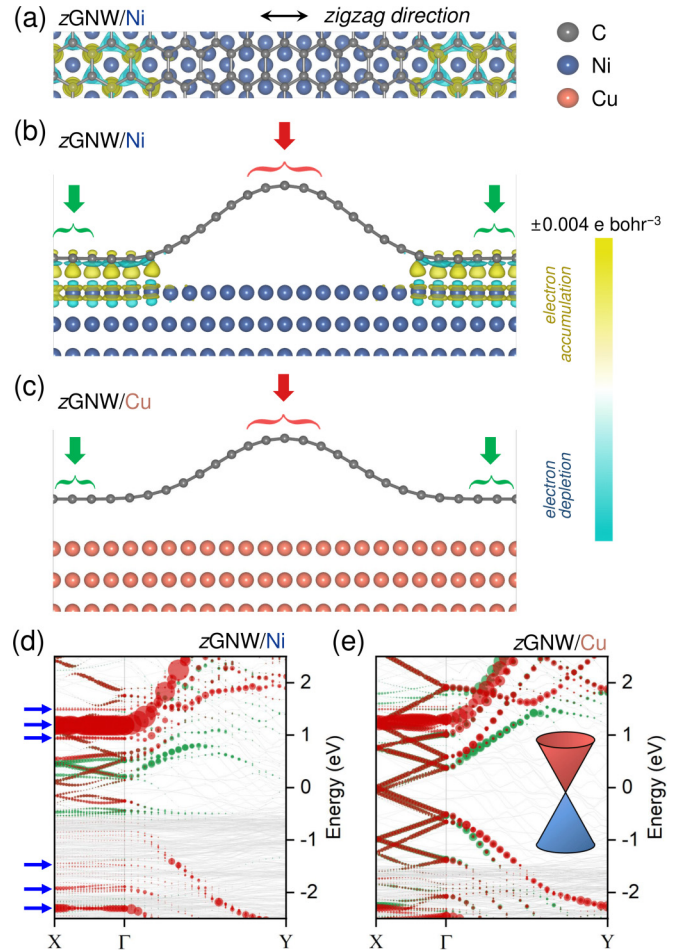 (a) zGNW/Ni zigzag direction
C
Ni
Cu
(b) zGNW/Ni
±0.004 e bohr⁻³
electron accumulation
(c) zGNW/Cu
electron depletion
(d) zGNW/Ni
(e) zGNW/Cu
2
1
0
-1
-2
Energy (eV)
X Γ Y
2
1
0
-1
-2
Energy (eV)
X Γ Y